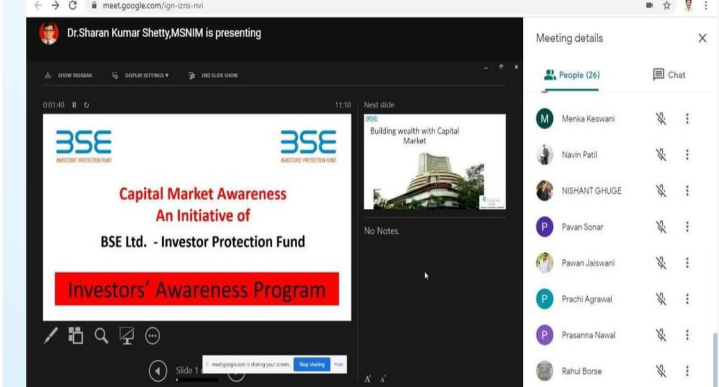 meet.google.com/ign-izns-nvi
Dr.Sharan Kumar Shetty,MSNIM is presenting
SHOW TASKBAR DISPLAY SETTINGS ▼ END SLIDE SHOW
0:01:40 11:10 Next slide
BSE BSE
INVESTORS' PROTECTION FUND INVESTORS' PROTECTION FUND
Capital Market Awareness
An Initiative of
BSE Ltd. - Investor Protection Fund
Investors' Awareness Program
Building wealth with Capital
Market
No Notes.
Slide 1
meet.google.com is sharing your screen. Stop sharing Hide
A A
Meeting details
People (26) Chat
M Menka Keswani
Navin Patil
NISHANT GHUGE
P Pavan Sonar
Pawan Jaiswani
P Prachi Agrawal
P Prasanna Nawal
Rahul Borse